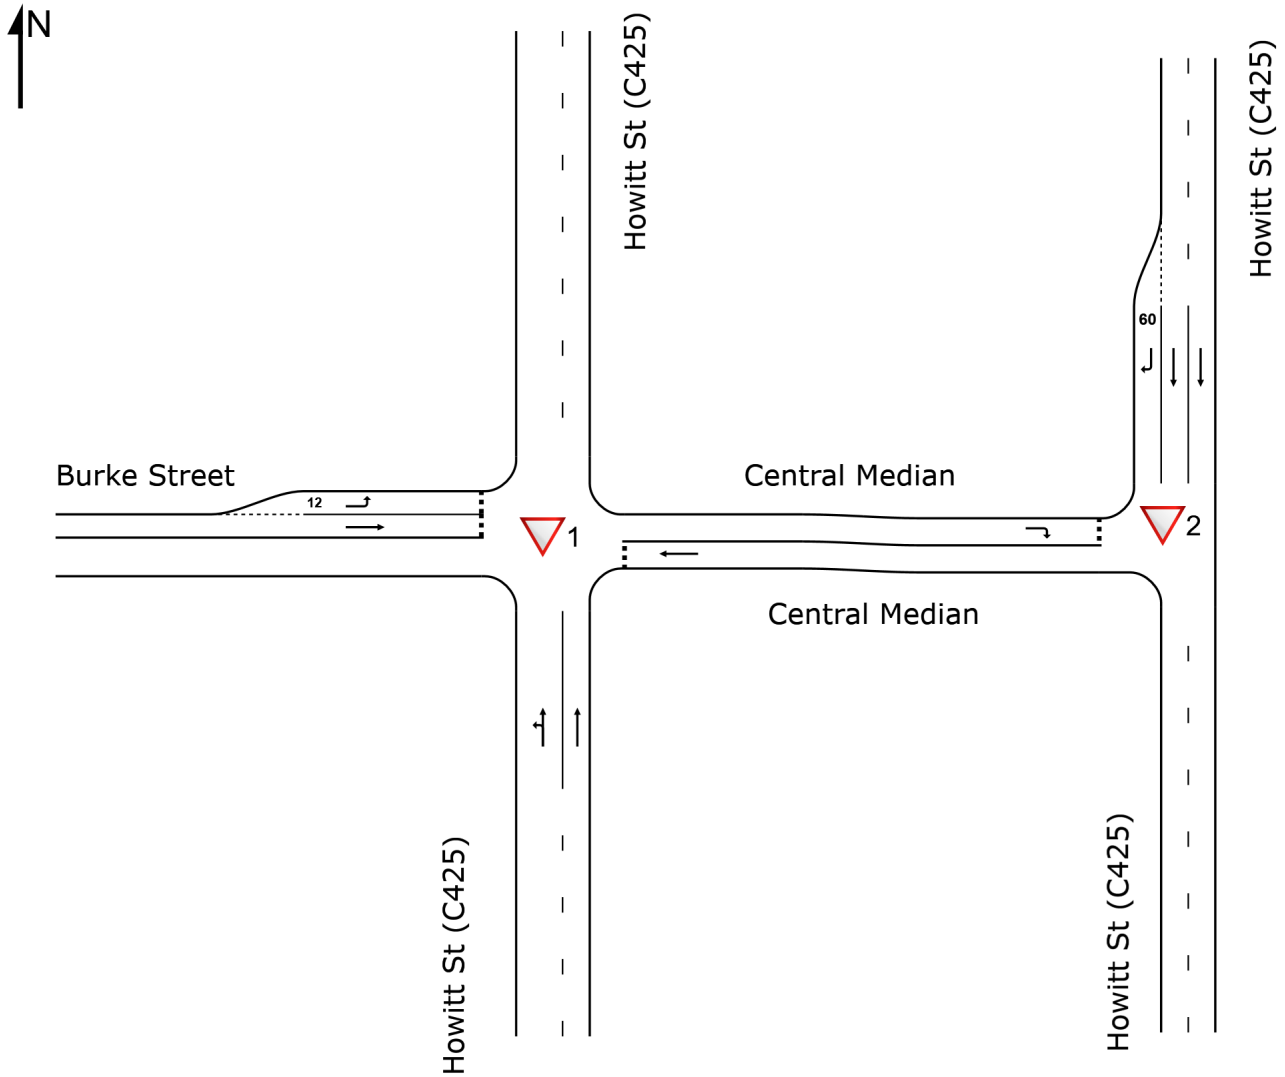 N
Howitt St (C425)
Howitt St (C425)
60
Burke Street
Central Median
12
1
2
Central Median
Howitt St (C425)
Howitt St (C425)